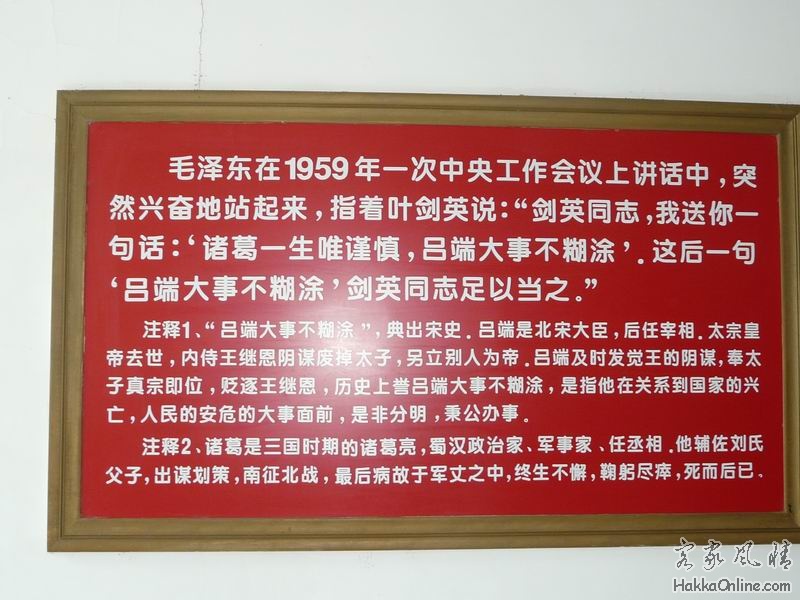 毛泽东在1959年一次中央工作会议上讲话中，突
然兴奋地站起来，指着叶剑英说：“剑英同志，我送你一
句话：‘诸葛一生唯谨慎，吕端大事不糊涂’．这后一句
‘吕端大事不糊涂’剑英同志足以当之。”
注释1、“吕端大事不糊涂”，典出宋史．吕端是北宋大臣，后任宰相．太宗皇
帝去世，内侍王继恩阴谋废掉太子，另立别人为帝．吕端及时发觉王的阴谋，奉太
子真宗即位，贬逐王继恩，历史上誉吕端大事不糊涂，是指他在关系到国家的兴
亡，人民的安危的大事面前，是非分明，秉公办事。
注释2、诸葛是三国时期的诸葛亮，蜀汉政治家、军事家、任丞相．他辅佐刘氏
父子，出谋划策，南征北战，最后病故于军丈之中，终生不懈，鞠躬尽瘁，死而后已．
客家风情
HakkaOnline.com